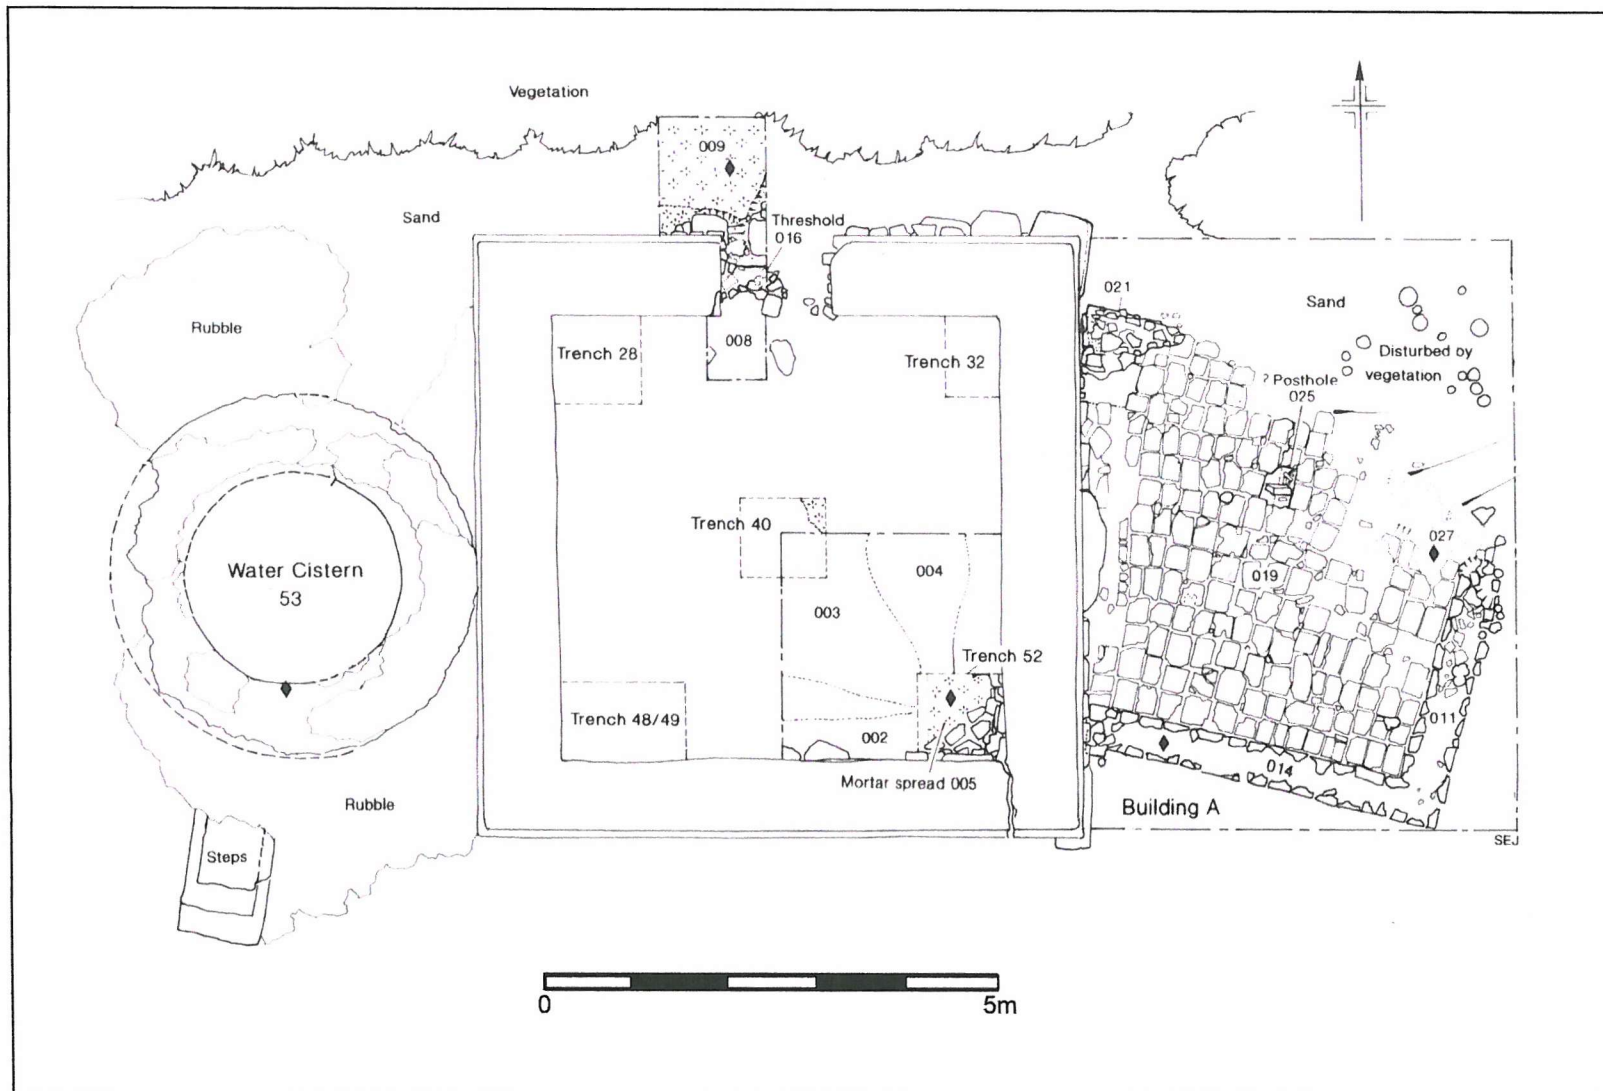 Vegetation
009
Sand
Threshold
016
021
Sand
Rubble
Trench 28
008
Trench 32
Disturbed by
vegetation
? Posthole
025
Trench 40
027
Water Cistern
53
004
019
003
Trench 52
Trench 48/49
002
011
014
Mortar spread 005
Rubble
Building A
SEJ
Steps
0
5m